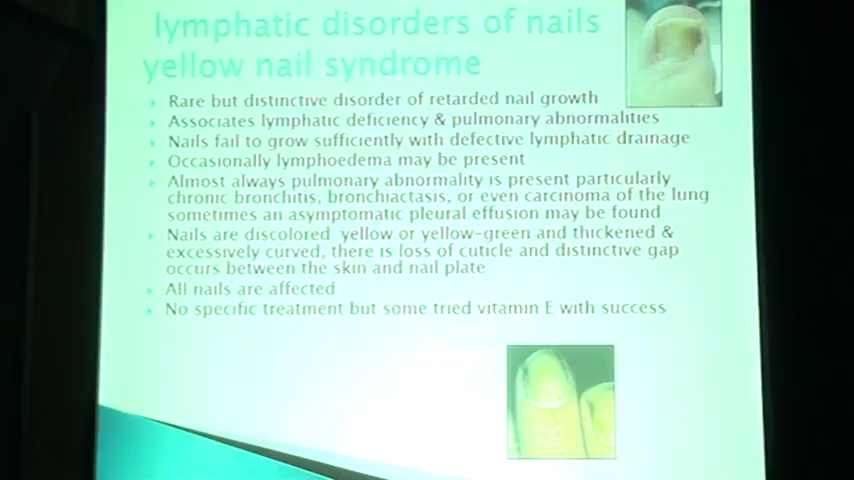 lymphatic disorders of nails
yellow nail syndrome
Rare but distinctive disorder of retarded nail growth
Associates lymphatic deficiency & pulmonary abnormalities
Nails fail to grow sufficiently with defective lymphatic drainage
Occasionally lymphoedema may be present
Almost always pulmonary abnormality is present particularly
chronic bronchitis, bronchiactasis, or even carcinoma of the lung
sometimes an asymptomatic pleural effusion may be found
Nails are discolored yellow or yellow-green and thickened &
excessively curved, there is loss of cuticle and distinctive gap
occurs between the skin and nail plate
All nails are affected
No specific treatment but some tried vitamin E with success